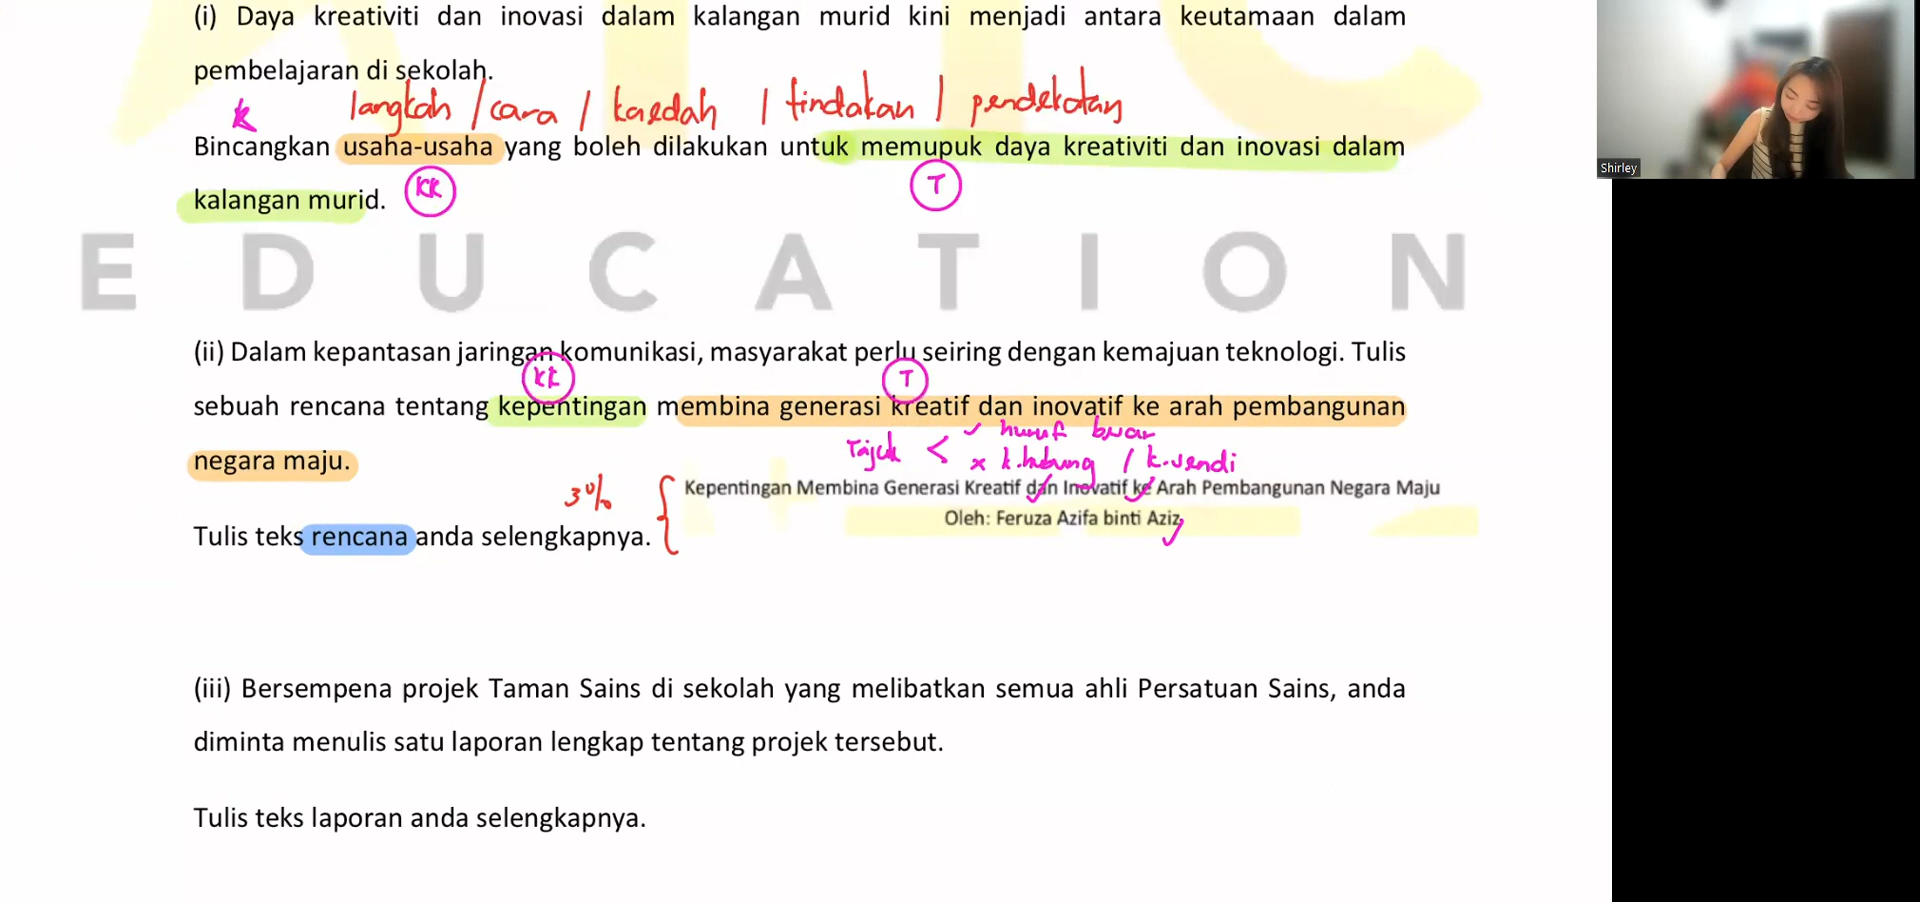 (i) Daya kreativiti dan inovasi dalam kalangan murid kini menjadi antara keutamaan dalam
pembelajaran di sekolah.
k langkah / cara / kaedah / tindakan / pendekatan
Bincangkan usaha-usaha yang boleh dilakukan untuk memupuk daya kreativiti dan inovasi dalam
kalangan murid. KK T
Shirley
EDUCATION
(ii) Dalam kepantasan jaringan komunikasi, masyarakat perlu seiring dengan kemajuan teknologi. Tulis
KK T
sebuah rencana tentang kepentingan membina generasi kreatif dan inovatif ke arah pembangunan
negara maju.
Tajuk < ✓ huruf besar
x k.hubung / k.sendi
3%
Kepentingan Membina Generasi Kreatif dan Inovatif ke Arah Pembangunan Negara Maju
Oleh: Feruza Azifa binti Aziz
Tulis teks rencana anda selengkapnya.
(iii) Bersempena projek Taman Sains di sekolah yang melibatkan semua ahli Persatuan Sains, anda
diminta menulis satu laporan lengkap tentang projek tersebut.
Tulis teks laporan anda selengkapnya.